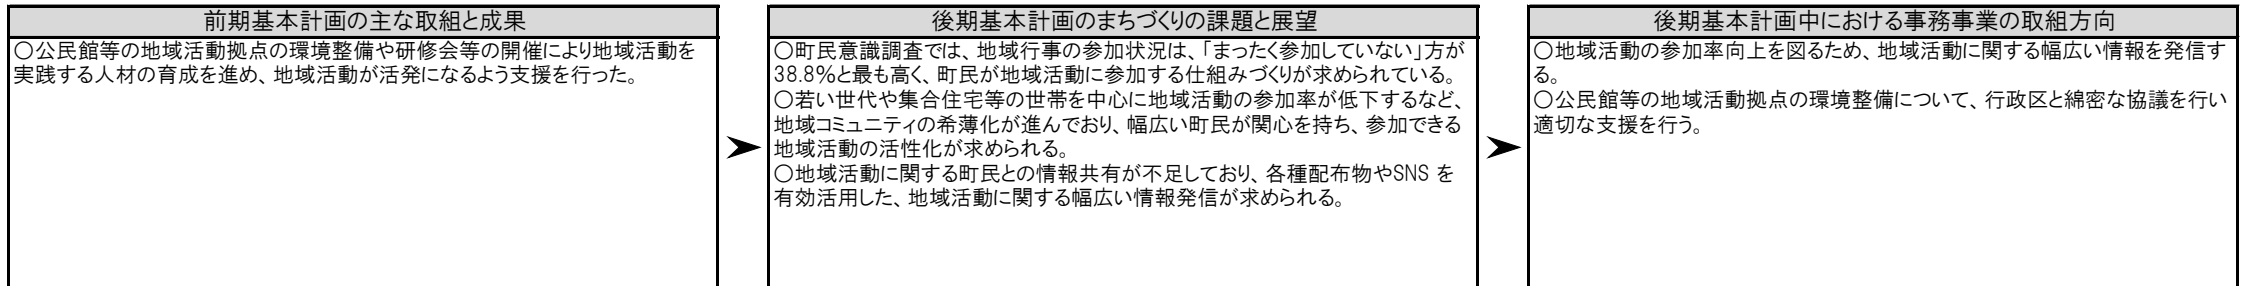 前期基本計画の主な取組と成果
〇公民館等の地域活動拠点の環境整備や研修会等の開催により地域活動を
実践する人材の育成を進め、地域活動が活発になるよう支援を行った。
後期基本計画のまちづくりの課題と展望
〇町民意識調査では、地域行事の参加状況は、「まったく参加していない」方が
38.8%と最も高く、町民が地域活動に参加する仕組みづくりが求められている。
〇若い世代や集合住宅等の世帯を中心に地域活動の参加率が低下するなど、
地域コミュニティの希薄化が進んでおり、幅広い町民が関心を持ち、参加できる
地域活動の活性化が求められる。
〇地域活動に関する町民との情報共有が不足しており、各種配布物やSNS を
有効活用した、地域活動に関する幅広い情報発信が求められる。
後期基本計画中における事務事業の取組方向
〇地域活動の参加率向上を図るため、地域活動に関する幅広い情報を発信す
る。
〇公民館等の地域活動拠点の環境整備について、行政区と綿密な協議を行い
適切な支援を行う。